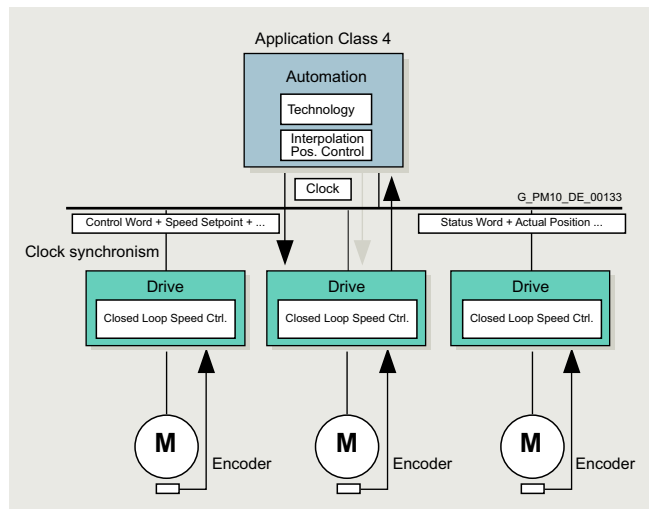 Application Class 4
Automation
Technology
Interpolation
Pos. Control
Clock
G_PM10_DE_00133
Control Word + Speed Setpoint + ...
Status Word + Actual Position ...
Clock synchronism
Drive
Drive
Drive
Closed Loop Speed Ctrl.
Closed Loop Speed Ctrl.
Closed Loop Speed Ctrl.
M
M
M
Encoder
Encoder
Encoder